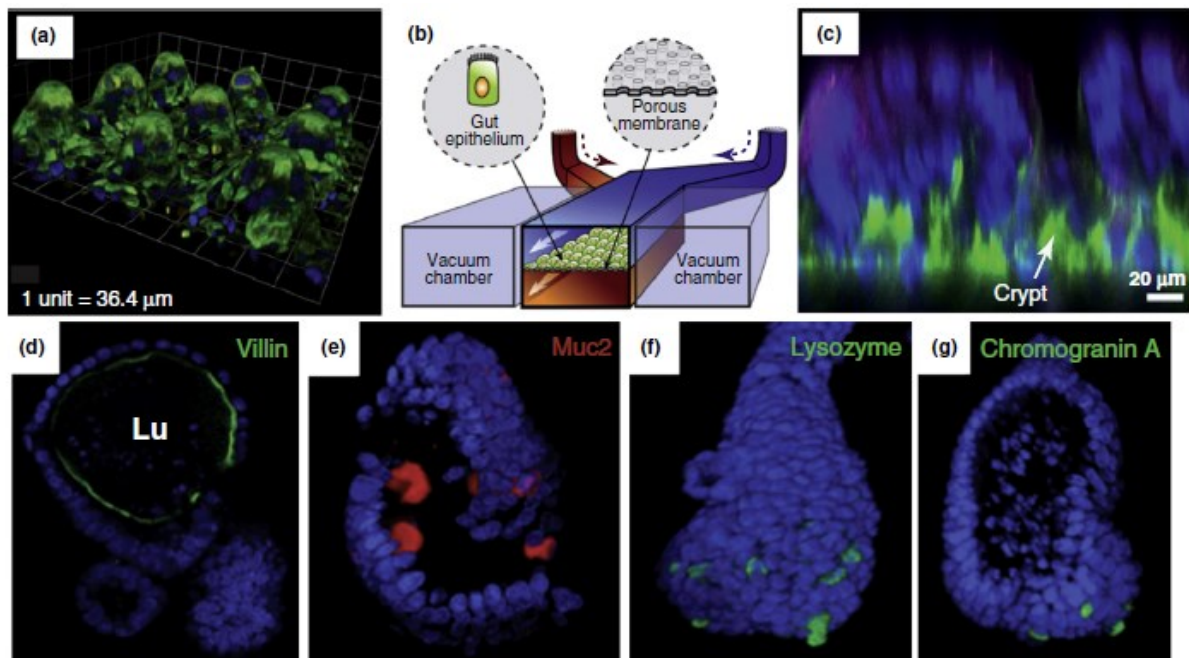 (a)
1 unit = 36.4 μm
(b)
Gut
epithelium
Porous
membrane
Vacuum
chamber
Vacuum
chamber
(c)
Crypt
20 μm
(d)
Villin
Lu
(e)
Muc2
(f)
Lysozyme
(g)
Chromogranin A